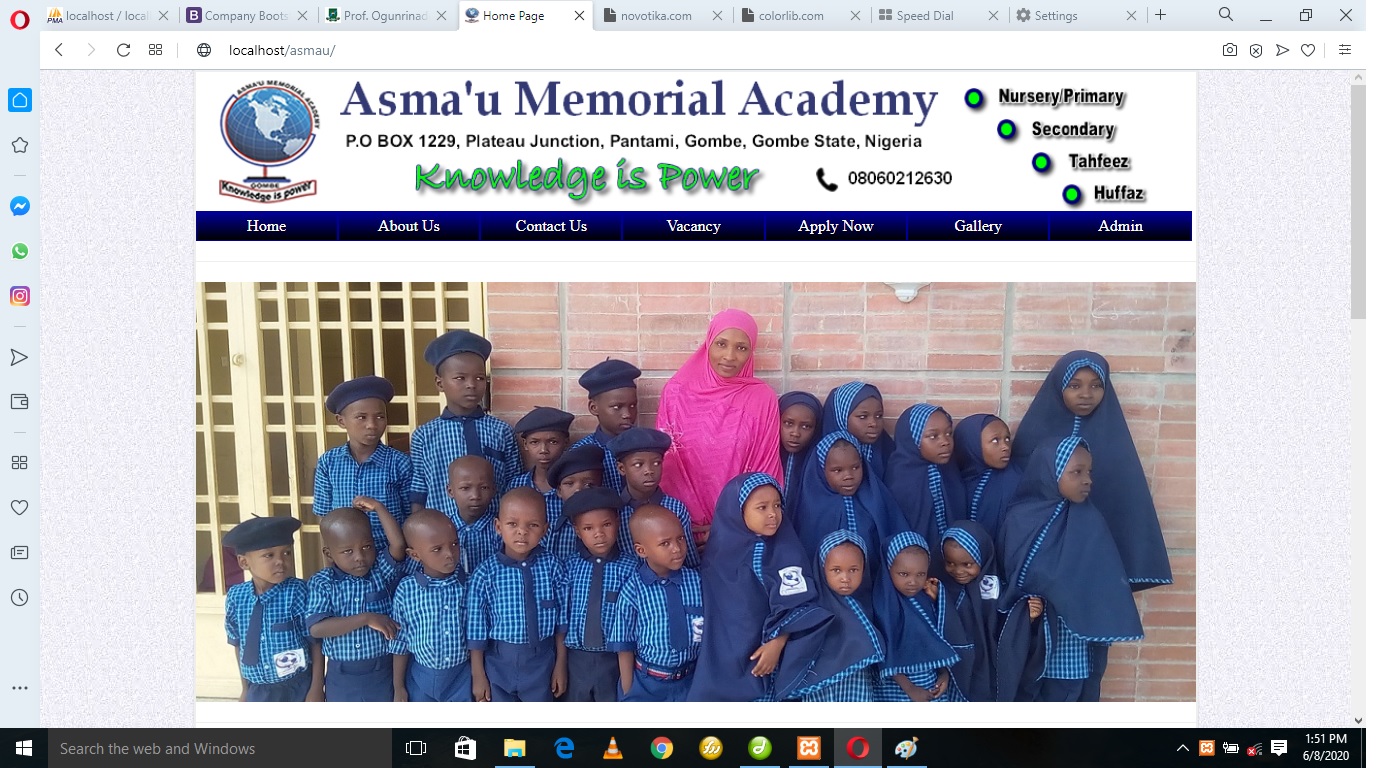 localhost / local
Company Boots
Prof. Ogunrinad
Home Page
novotika.com
colorlib.com
Speed Dial
Settings
localhost/asmau/
ASMA'U MEMORIAL ACADEMY
GOMBE
Knowledge is power
Asma'u Memorial Academy
P.O BOX 1229, Plateau Junction, Pantami, Gombe, Gombe State, Nigeria
Knowledge is Power
08060212630
Nursery/Primary
Secondary
Tahfeez
Huffaz
Home
About Us
Contact Us
Vacancy
Apply Now
Gallery
Admin
Search the web and Windows
1:51 PM
6/8/2020